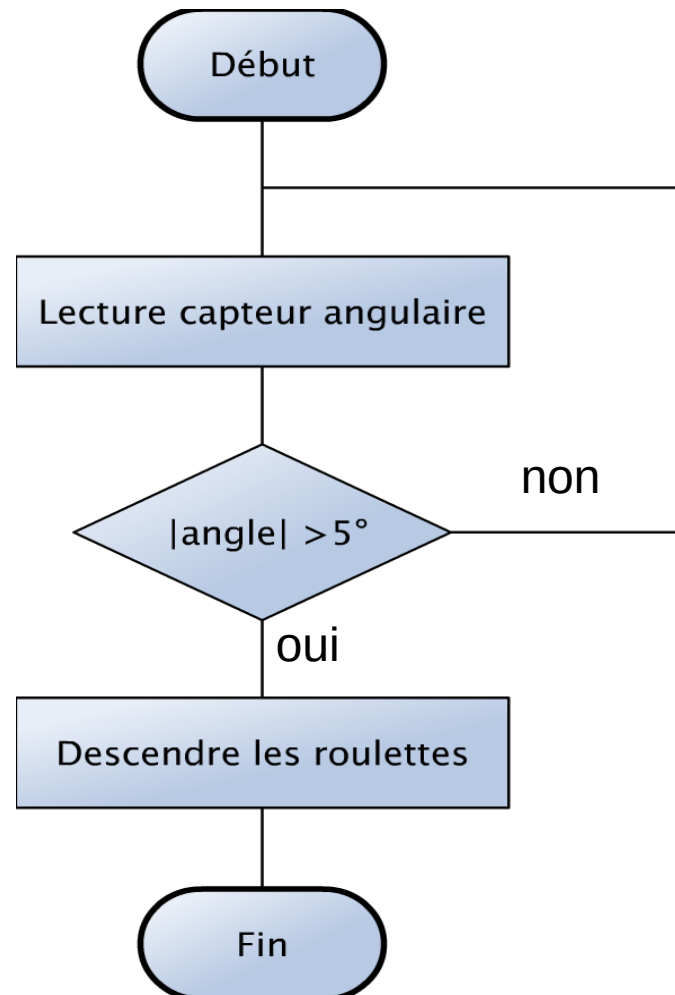 Début
Lecture capteur angulaire
non
|angle| >5°
oui
Descendre les roulettes
Fin